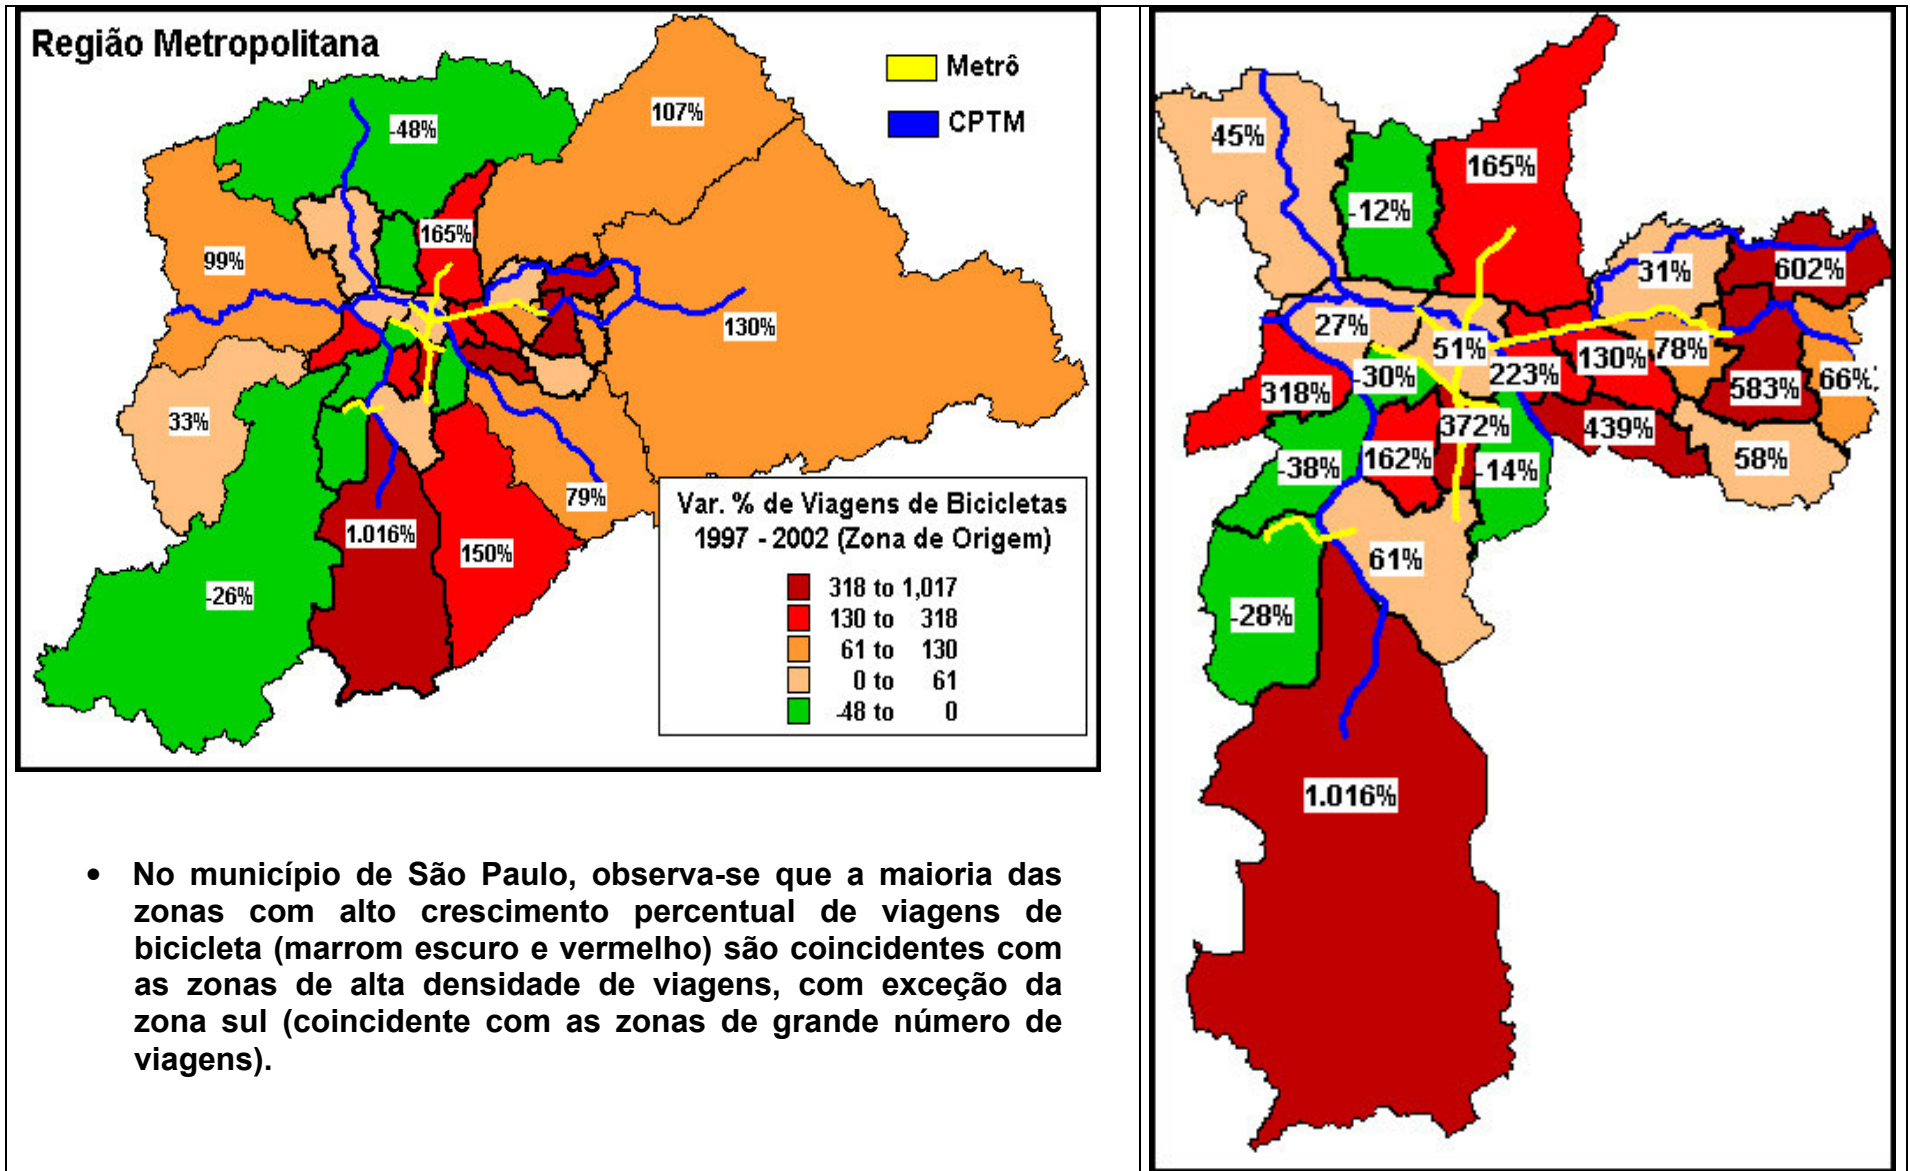 Região Metropolitana
Metrô
CPTM
-48%
107%
165%
99%
130%
33%
79%
1.016%
150%
-26%
Var. % de Viagens de Bicicletas
1997 - 2002 (Zona de Origem)
318 to 1,017
130 to 318
61 to 130
0 to 61
-48 to 0
• No município de São Paulo, observa-se que a maioria das
zonas com alto crescimento percentual de viagens de
bicicleta (marrom escuro e vermelho) são coincidentes com
as zonas de alta densidade de viagens, com exceção da
zona sul (coincidente com as zonas de grande número de
viagens).
45%
165%
-12%
31%
602%
27%
51%
130%
78%
-30%
223%
66%
318%
583%
372%
439%
162%
58%
-38%
-14%
61%
-28%
1.016%